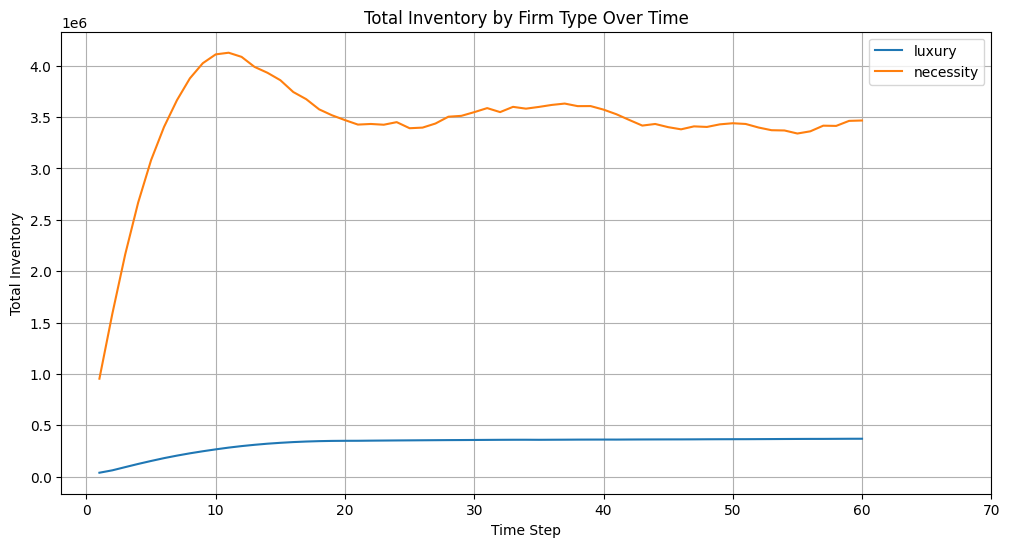 Total Inventory by Firm Type Over Time
1e6
luxury
necessity
4.0
3.5
3.0
2.5
2.0
1.5
1.0
0.5
0.0
Total Inventory
0 10 20 30 40 50 60 70
Time Step